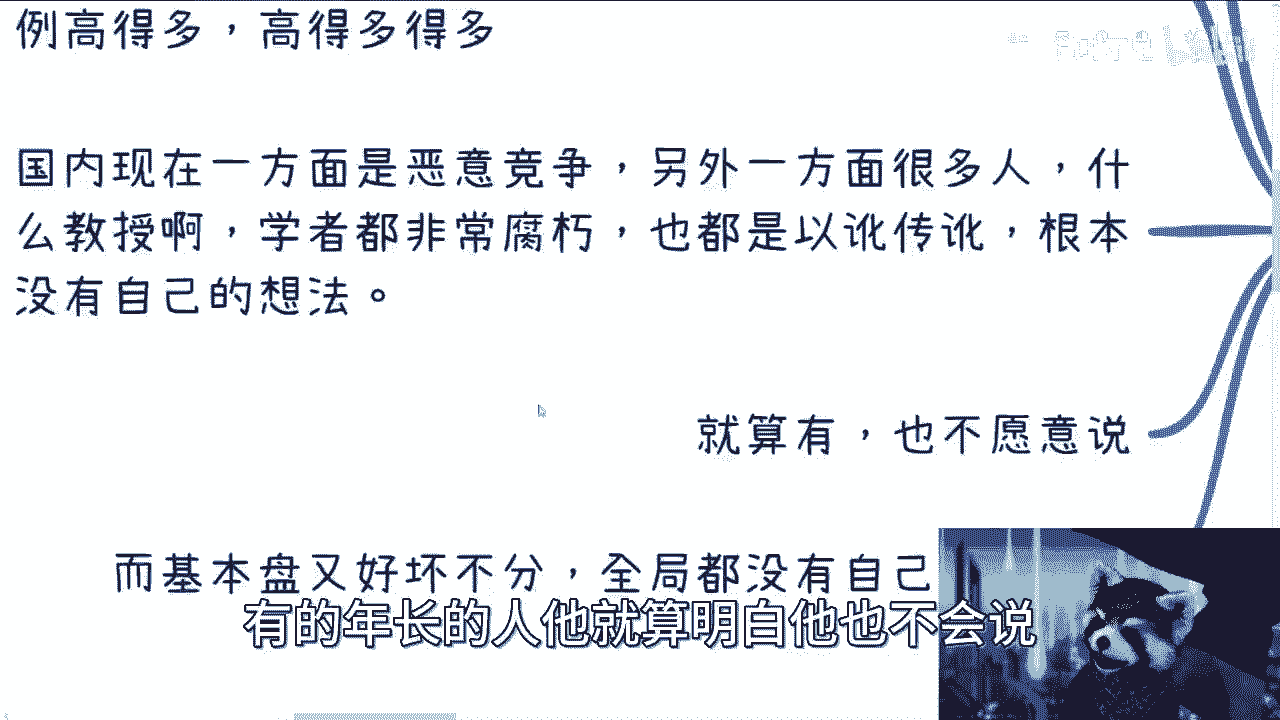 例高得多，高得多得多
国内现在一方面是恶意竞争，另外一方面很多人，什
么教授啊，学者都非常腐朽，也都是以讹传讹，根本
没有自己的想法。
就算有，也不愿意说
而基本盘又好坏不分，全局都没有自己
有的年长的人他就算明白他也不会说